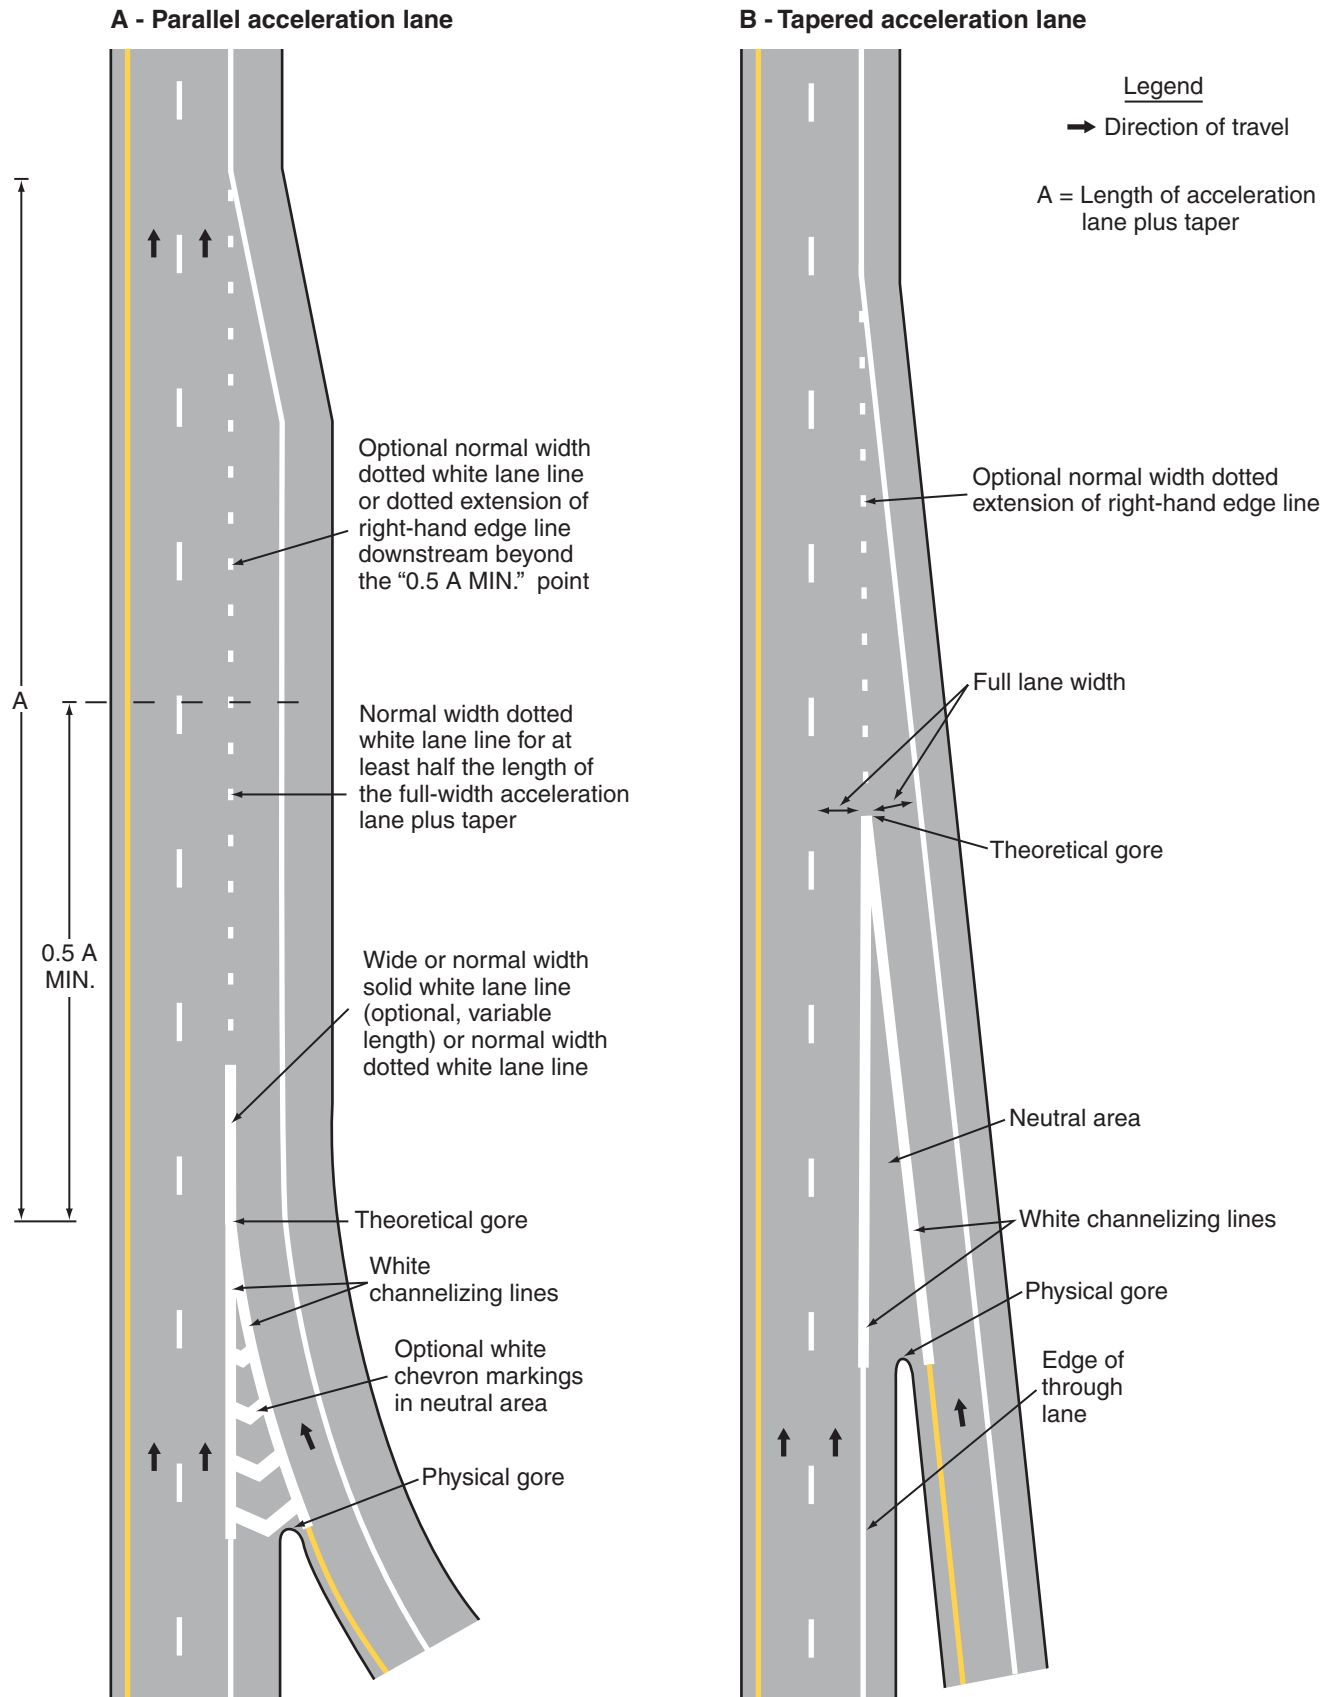 A - Parallel acceleration lane
B - Tapered acceleration lane
Legend
Direction of travel
A = Length of acceleration
lane plus taper
Optional normal width
dotted white lane line
or dotted extension of
right-hand edge line
downstream beyond
the “0.5 A MIN.” point
A
Normal width dotted
white lane line for at
least half the length of
the full-width acceleration
lane plus taper
0.5 A
MIN.
Wide or normal width
solid white lane line
(optional, variable
length) or normal width
dotted white lane line
Theoretical gore
White
channelizing lines
Optional white
chevron markings
in neutral area
Physical gore
Optional normal width dotted
extension of right-hand edge line
Full lane width
Theoretical gore
Neutral area
White channelizing lines
Physical gore
Edge of
through
lane